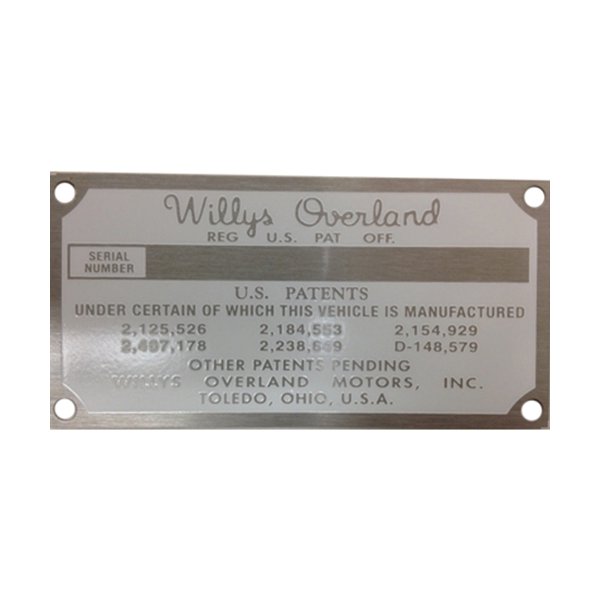 Willys Overland
REG U.S. PAT OFF.
SERIAL
NUMBER
U.S. PATENTS
UNDER CERTAIN OF WHICH THIS VEHICLE IS MANUFACTURED
2,125,526 2,184,553 2,154,929
D-148,579
OTHER PATENTS PENDING
WILLYS OVERLAND MOTORS, INC.
TOLEDO, OHIO, U.S.A.